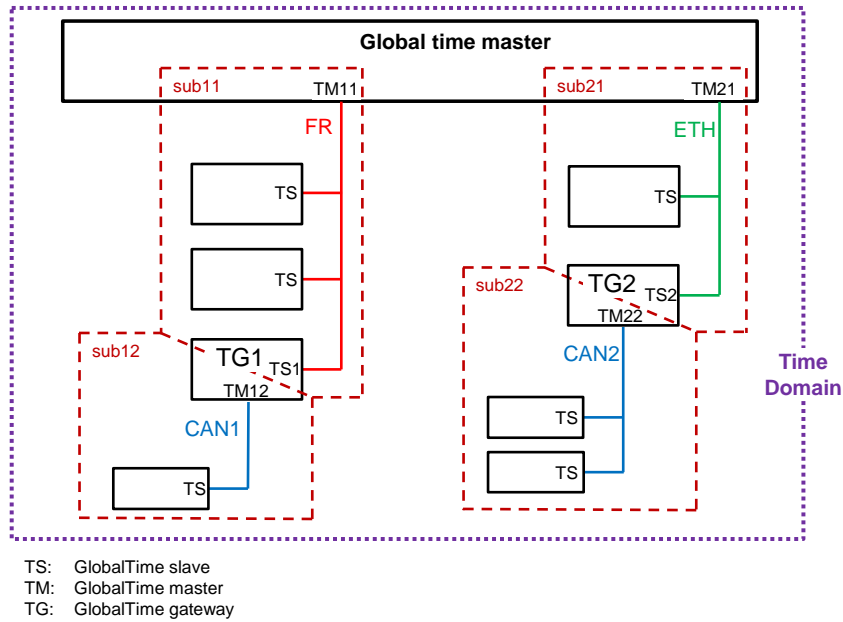 Global time master
sub11
TM11
sub21
TM21
FR
ETH
TS
TS
TS
sub22
TG2
TS2
TM22
sub12
TG1
TS1
TM12
CAN2
Time
Domain
CAN1
TS
TS
TS
TS: GlobalTime slave
TM: GlobalTime master
TG: GlobalTime gateway